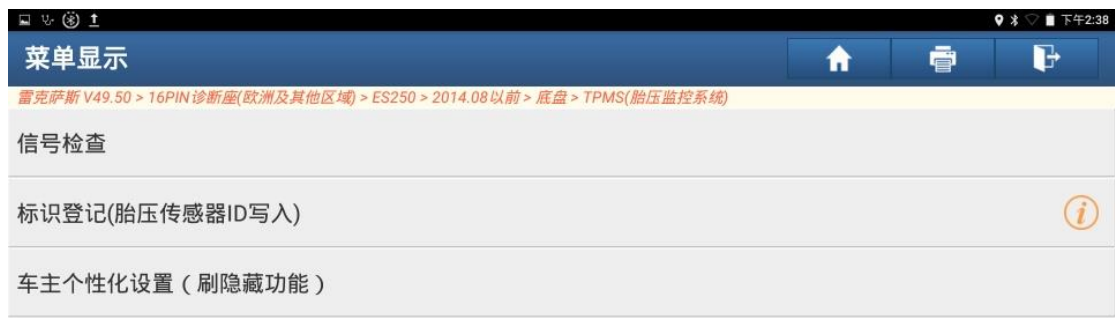 下午2:38
菜单显示
雷克萨斯 V49.50 > 16PIN诊断座(欧洲及其他区域) > ES250 > 2014.08以前 > 底盘 > TPMS(胎压监控系统)
信号检查
标识登记(胎压传感器ID写入)
i
车主个性化设置（刷隐藏功能）